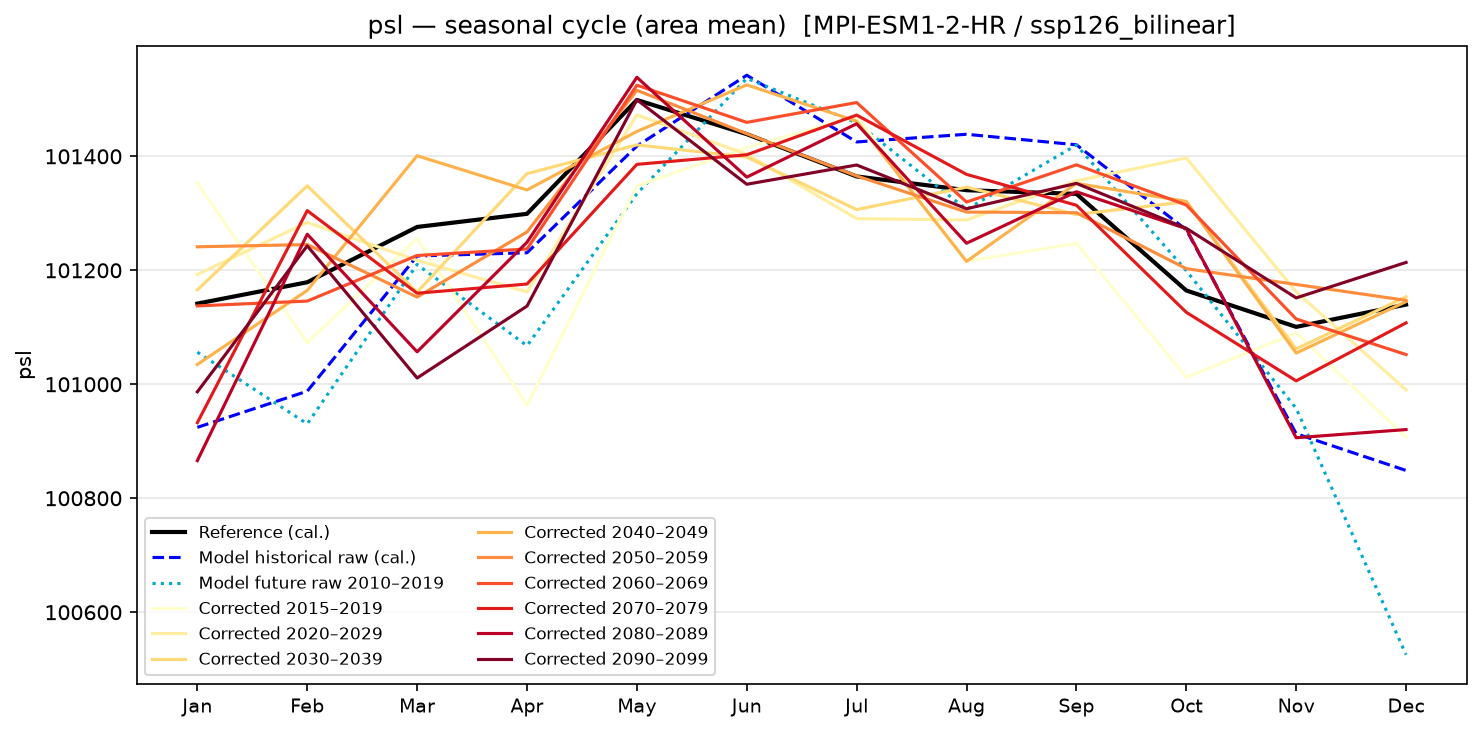 psl — seasonal cycle (area mean)  [MPI-ESM1-2-HR / ssp126_bilinear]
psl
101400
101200
101000
100800
100600
Reference (cal.)
Model historical raw (cal.)
Model future raw 2010–2019
Corrected 2015–2019
Corrected 2020–2029
Corrected 2030–2039
Corrected 2040–2049
Corrected 2050–2059
Corrected 2060–2069
Corrected 2070–2079
Corrected 2080–2089
Corrected 2090–2099
Jan Feb Mar Apr May Jun Jul Aug Sep Oct Nov Dec